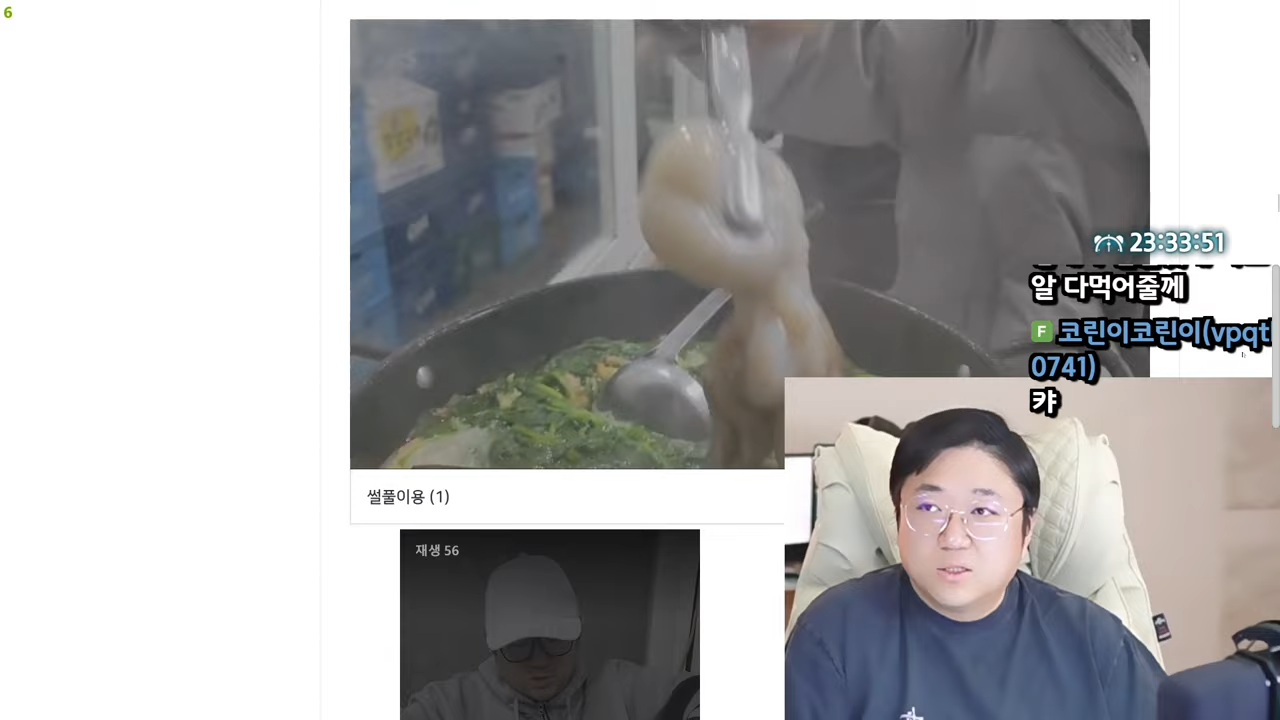 6
23:33:51
알 다먹어줄께
F 코린이코린이(vpqt
0741)
캬
썰풀이용 (1)
재생 56